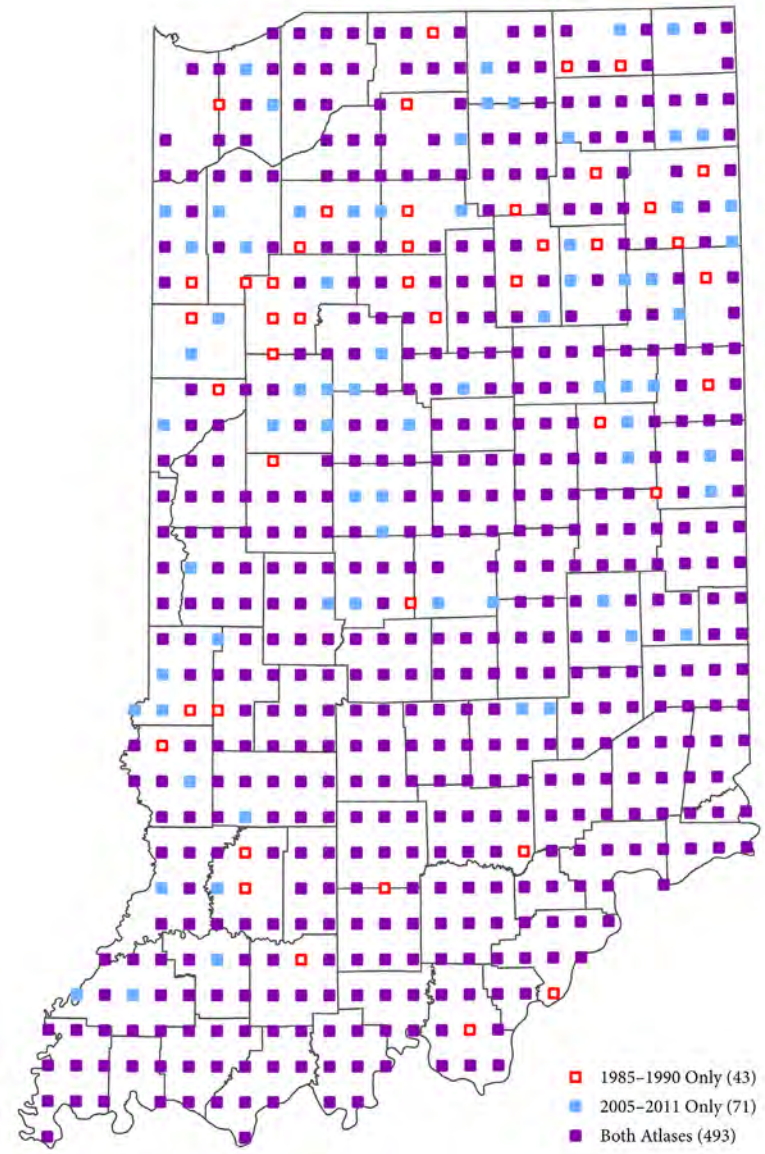 1985–1990 Only (43)
2005–2011 Only (71)
Both Atlases (493)